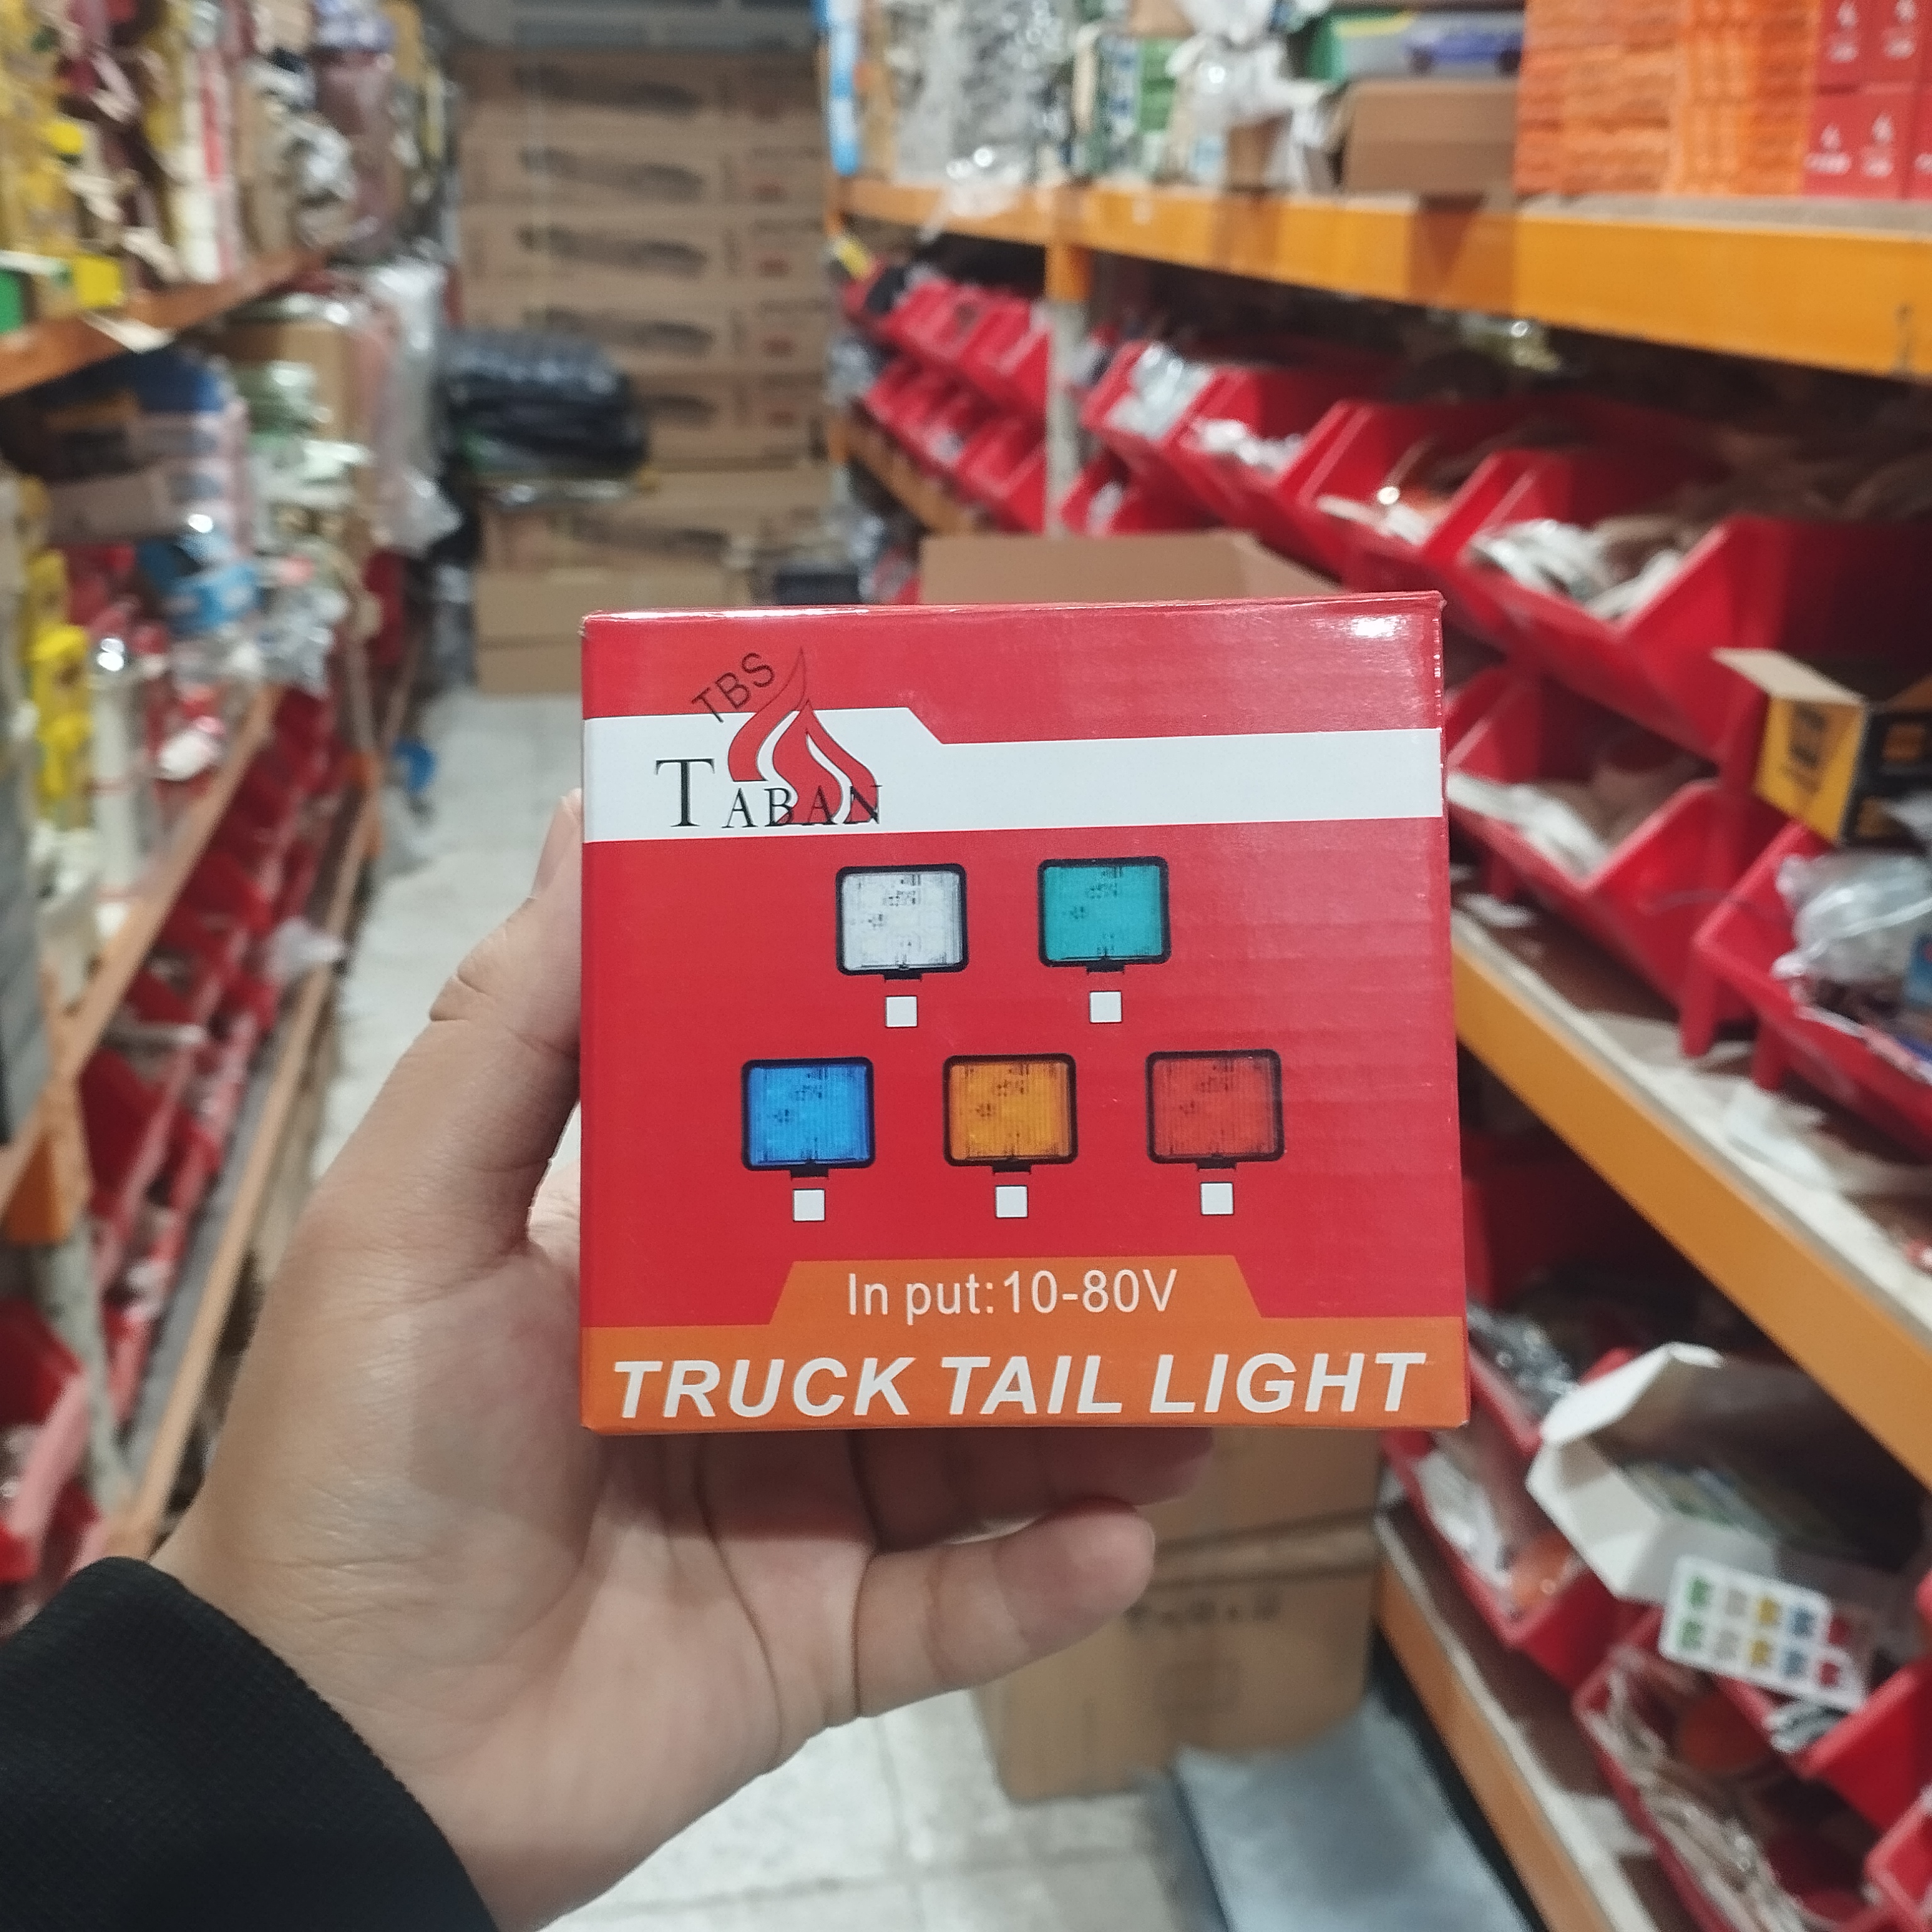 TBS
TABAN
In put:10-80V
TRUCK TAIL LIGHT